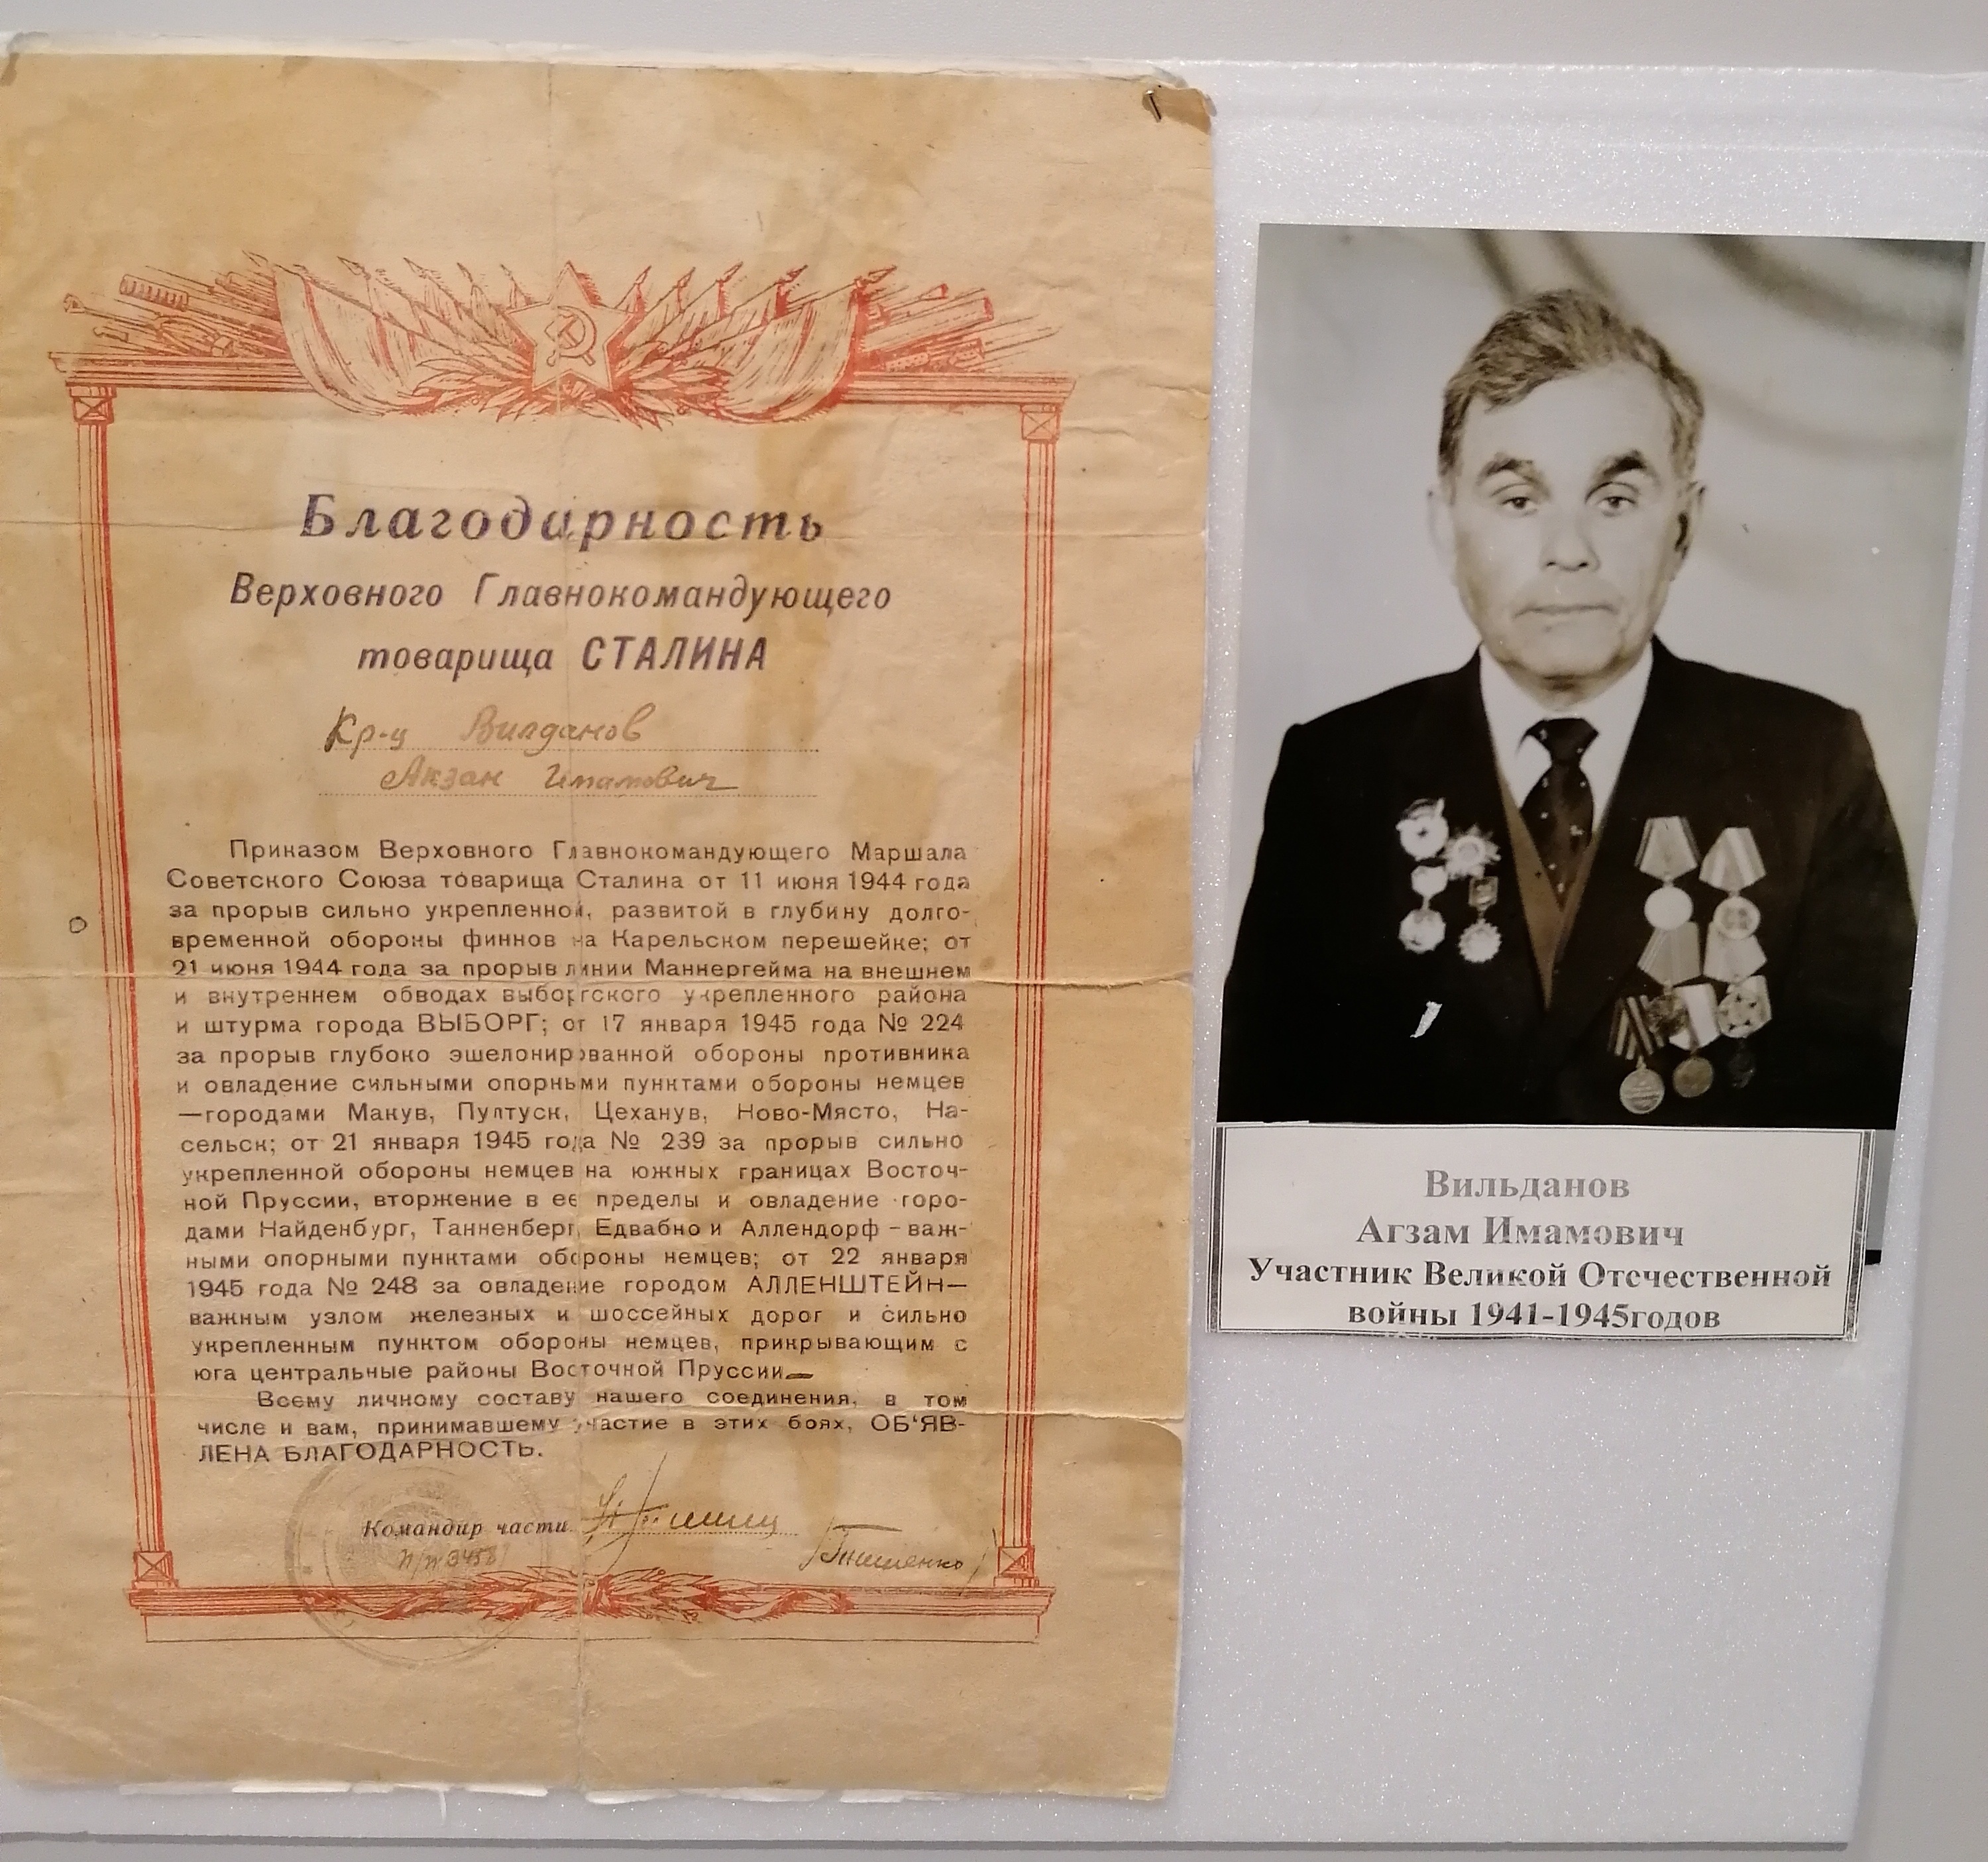 Благодарность
Верховного Главнокомандующего
товарища СТАЛИНА
Кр-ц Вилданов
Акзан Имамович
Приказом Верховного Главнокомандующего Маршала
Советского Союза товарища Сталина от 11 июня 1944 года
за прорыв сильно укрепленной, развитой в глубину долго-
временной обороны финнов на Карельском перешейке; от
21 июня 1944 года за прорыв линии Маннергейма на внешнем
и внутреннем обводах выборгского укрепленного района
и штурма города ВЫБОРГ; от 17 января 1945 года № 224
за прорыв глубоко эшелонированной обороны противника
и овладение сильными опорными пунктами обороны немцев
—городами Макув, Пултуск, Цеханув, Ново-Място, На-
сельск; от 21 января 1945 года № 239 за прорыв сильно
укрепленной обороны немцев на южных границах Восточ-
ной Пруссии, вторжение в ее пределы и овладение горо-
дами Найденбург, Танненберг, Едвабно и Аллендорф – важ-
ными опорными пунктами обороны немцев; от 22 января
1945 года № 248 за овладение городом АЛЛЕНШТЕЙН—
важным узлом железных и шоссейных дорог и сильно
укрепленным пунктом обороны немцев, прикрывающим с
юга центральные районы Восточной Пруссии—
Всему личному составу нашего соединения, в том
числе и вам, принимавшему участие в этих боях, ОБ‘ЯВ-
ЛЕНА БЛАГОДАРНОСТЬ.
Командир части
п/п
/Тишенко/
Вильданов
Агзам Имамович
Участник Великой Отечественной
войны 1941-1945годов